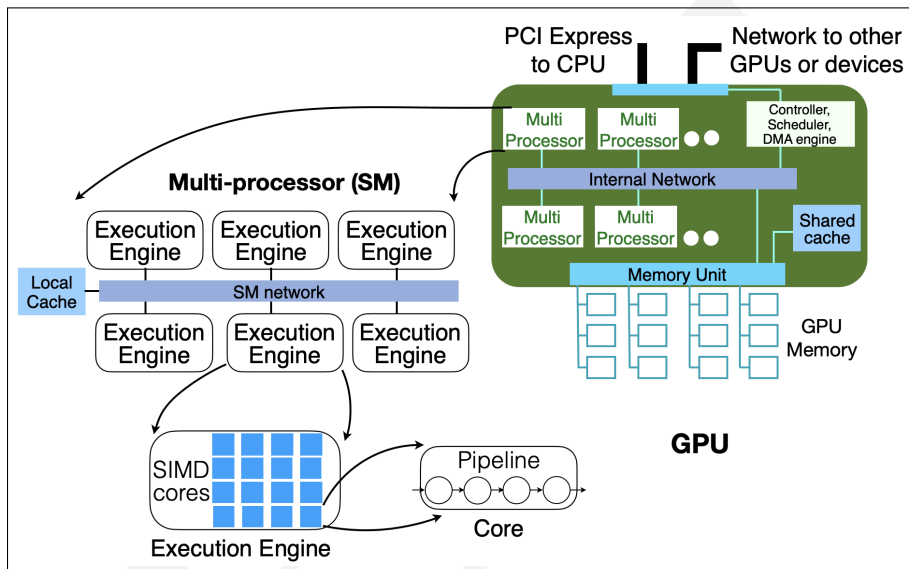 PCI Express
to CPU
Network to other
GPUs or devices
Multi
Processor
Multi
Processor
Controller,
Scheduler,
DMA engine
Internal Network
Multi
Processor
Multi
Processor
Shared
cache
Memory Unit
GPU
Memory
GPU
Multi-processor (SM)
Execution
Engine
Execution
Engine
Execution
Engine
Local
Cache
SM network
Execution
Engine
Execution
Engine
Execution
Engine
SIMD
cores
Execution Engine
Pipeline
Core